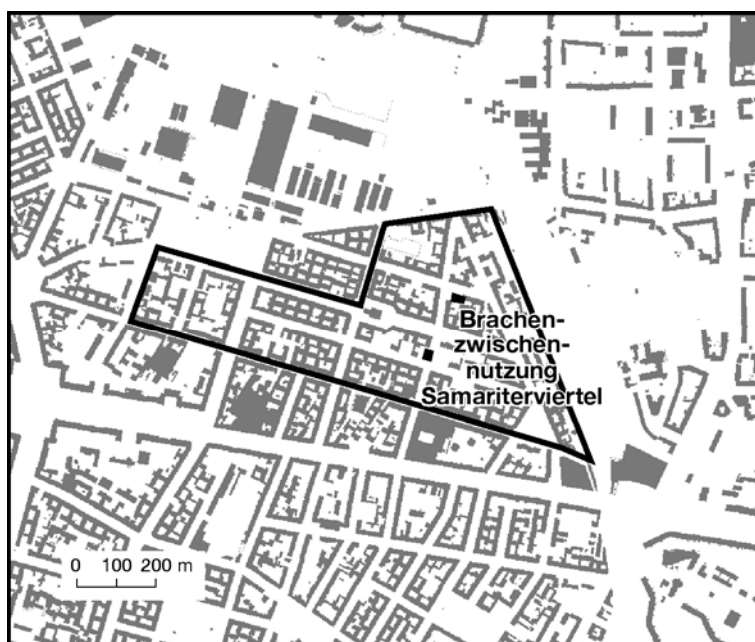 Brachen-
zwischen-
nutzung
Samariterviertel
0 100 200 m